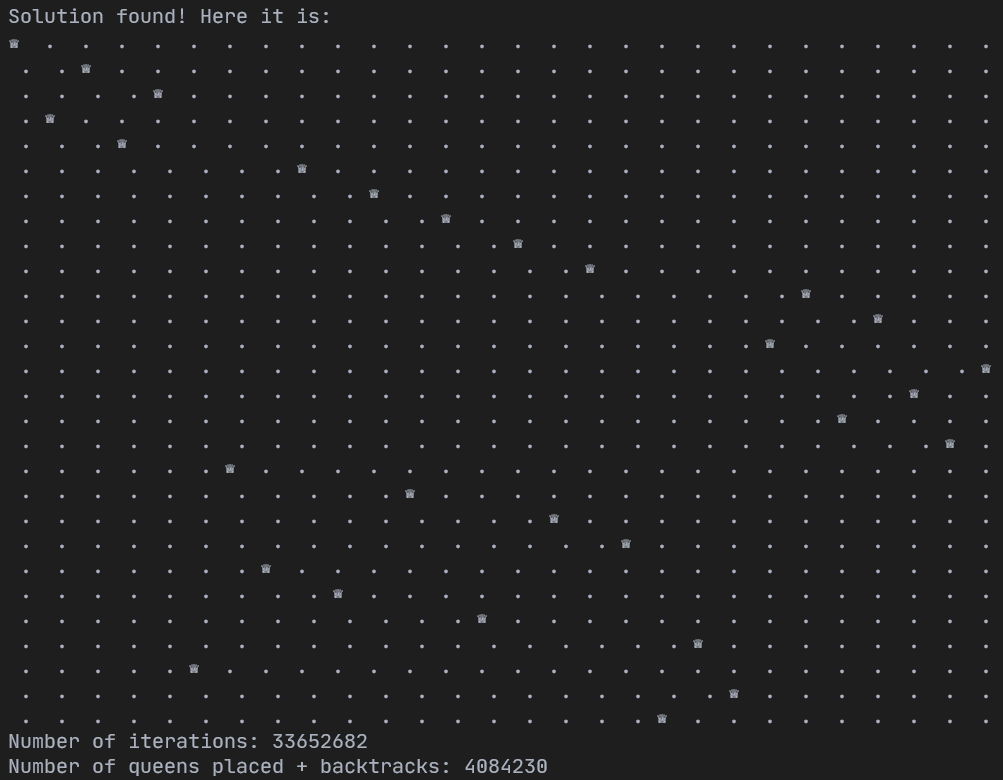 Solution found! Here it is:
Number of iterations: 33652682
Number of queens placed + backtracks: 4084230